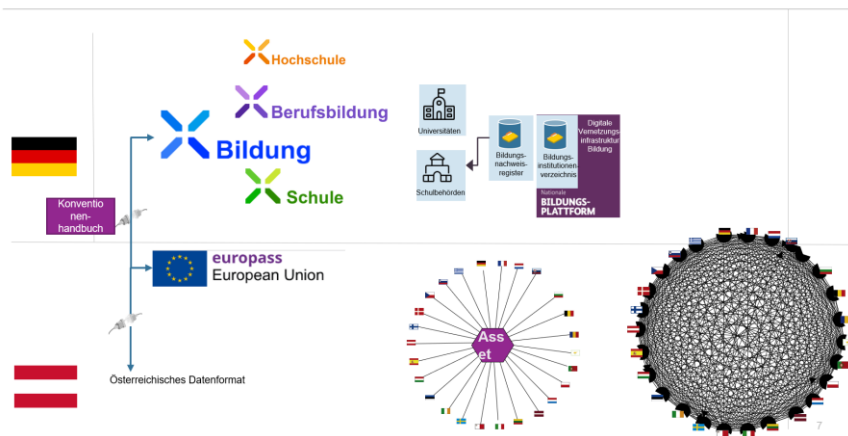 Hochschule
Berufsbildung
Bildung
Schule
Konventio
nen-
handbuch
europass
European Union
Österreichisches Datenformat
Universitäten
Schulbehörden
Bildungs-
nachweis-
register
Bildungs-
institutionen
verzeichnis
Digitale
Vernetzungs
infrastruktur
Bildung
Nationale
BILDUNGS-
PLATTFORM
Ass
et
7